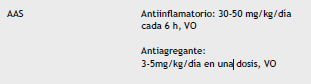 AAS
Antiinflamatorio: 30-50 mg/kg/día
cada 6 h, VO
Antiagregante:
3-5mg/kg/día en una dosis, VO